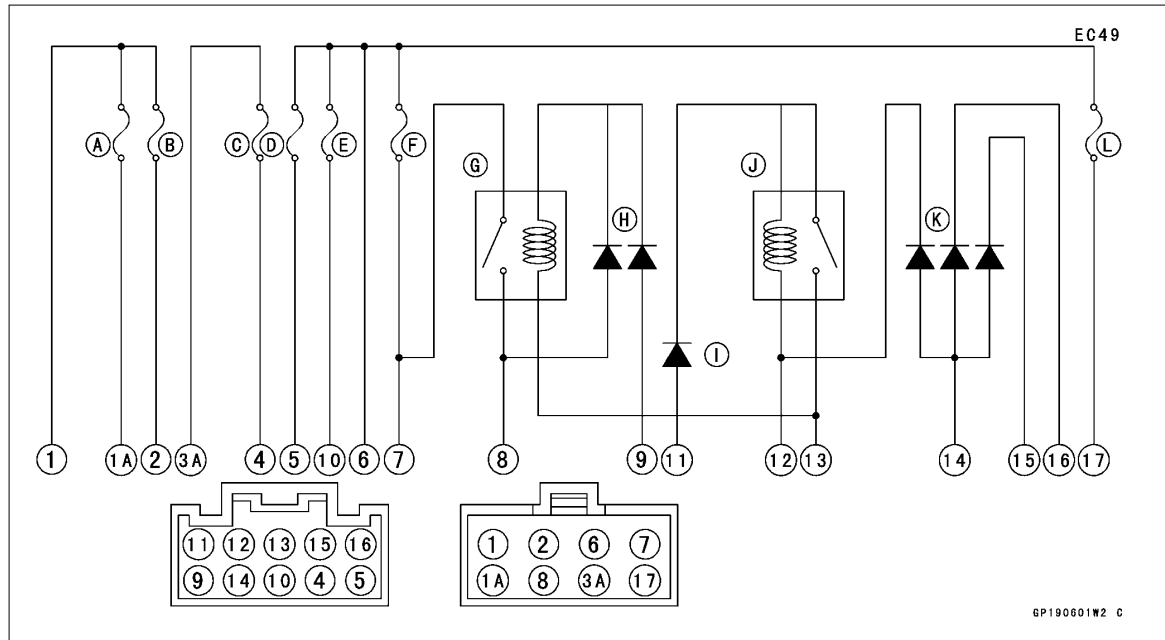 EC49
A B C D E F G H I J K L
1 1A 2 3A 4 5 10 6 7 8 9 11 12 13 14 15 16 17
11 12 13 15 16
9 14 10 4 5
1 2 6 7
1A 8 3A 17
GP190601W2 C